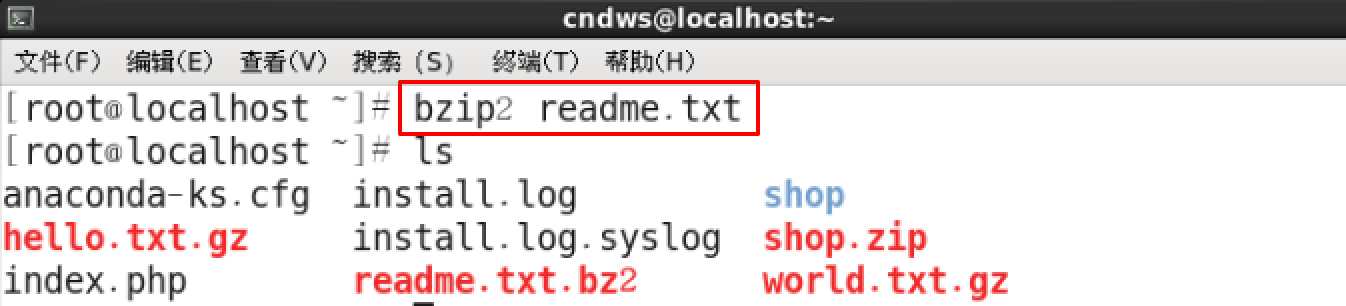 cndws@localhost:~
文件(F) 编辑(E) 查看(V) 搜索 (S) 终端(T) 帮助(H)
[root@localhost ~]# bzip2 readme.txt
[root@localhost ~]# ls
anaconda-ks.cfg install.log shop
hello.txt.gz install.log.syslog shop.zip
index.php readme.txt.bz2 world.txt.gz